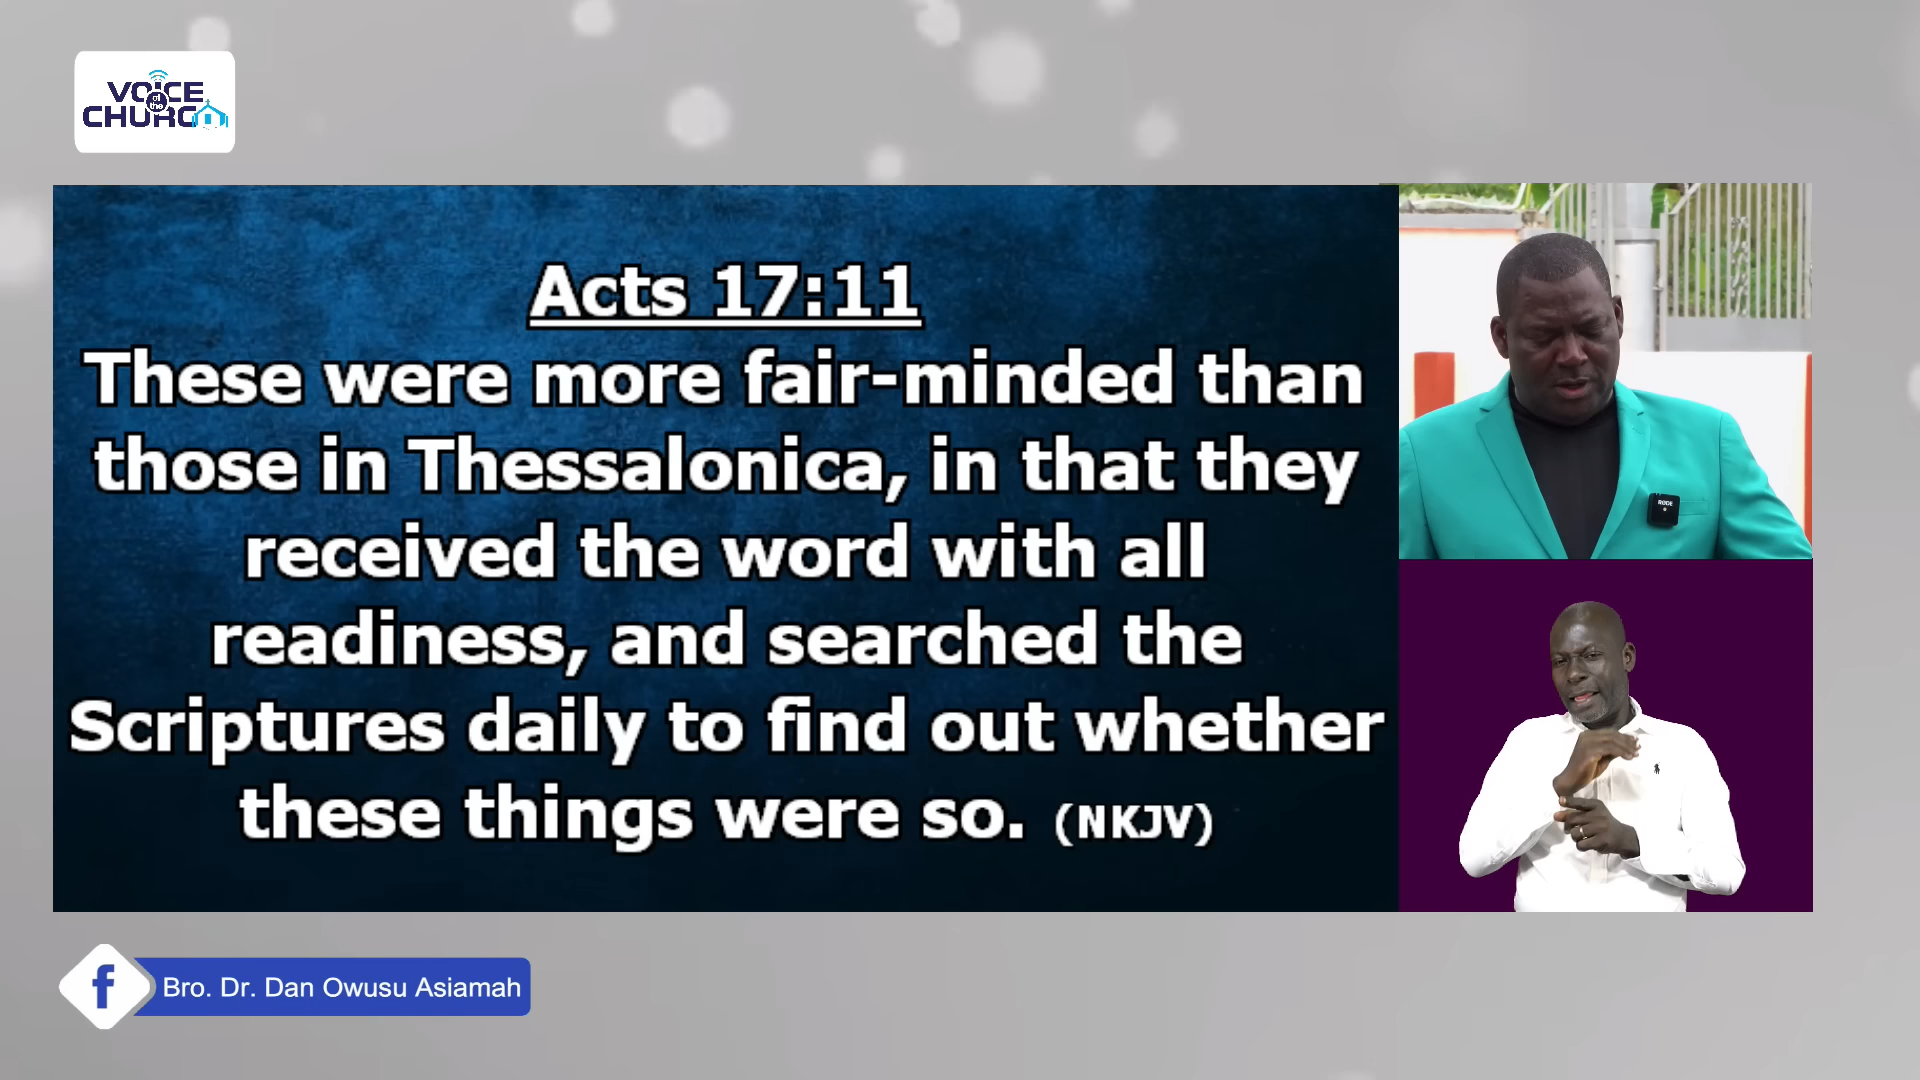 VOICE
of the
CHURCH
Acts 17:11
These were more fair-minded than
those in Thessalonica, in that they
received the word with all
readiness, and searched the
Scriptures daily to find out whether
these things were so. (NKJV)
RODE
f
Bro. Dr. Dan Owusu Asiamah